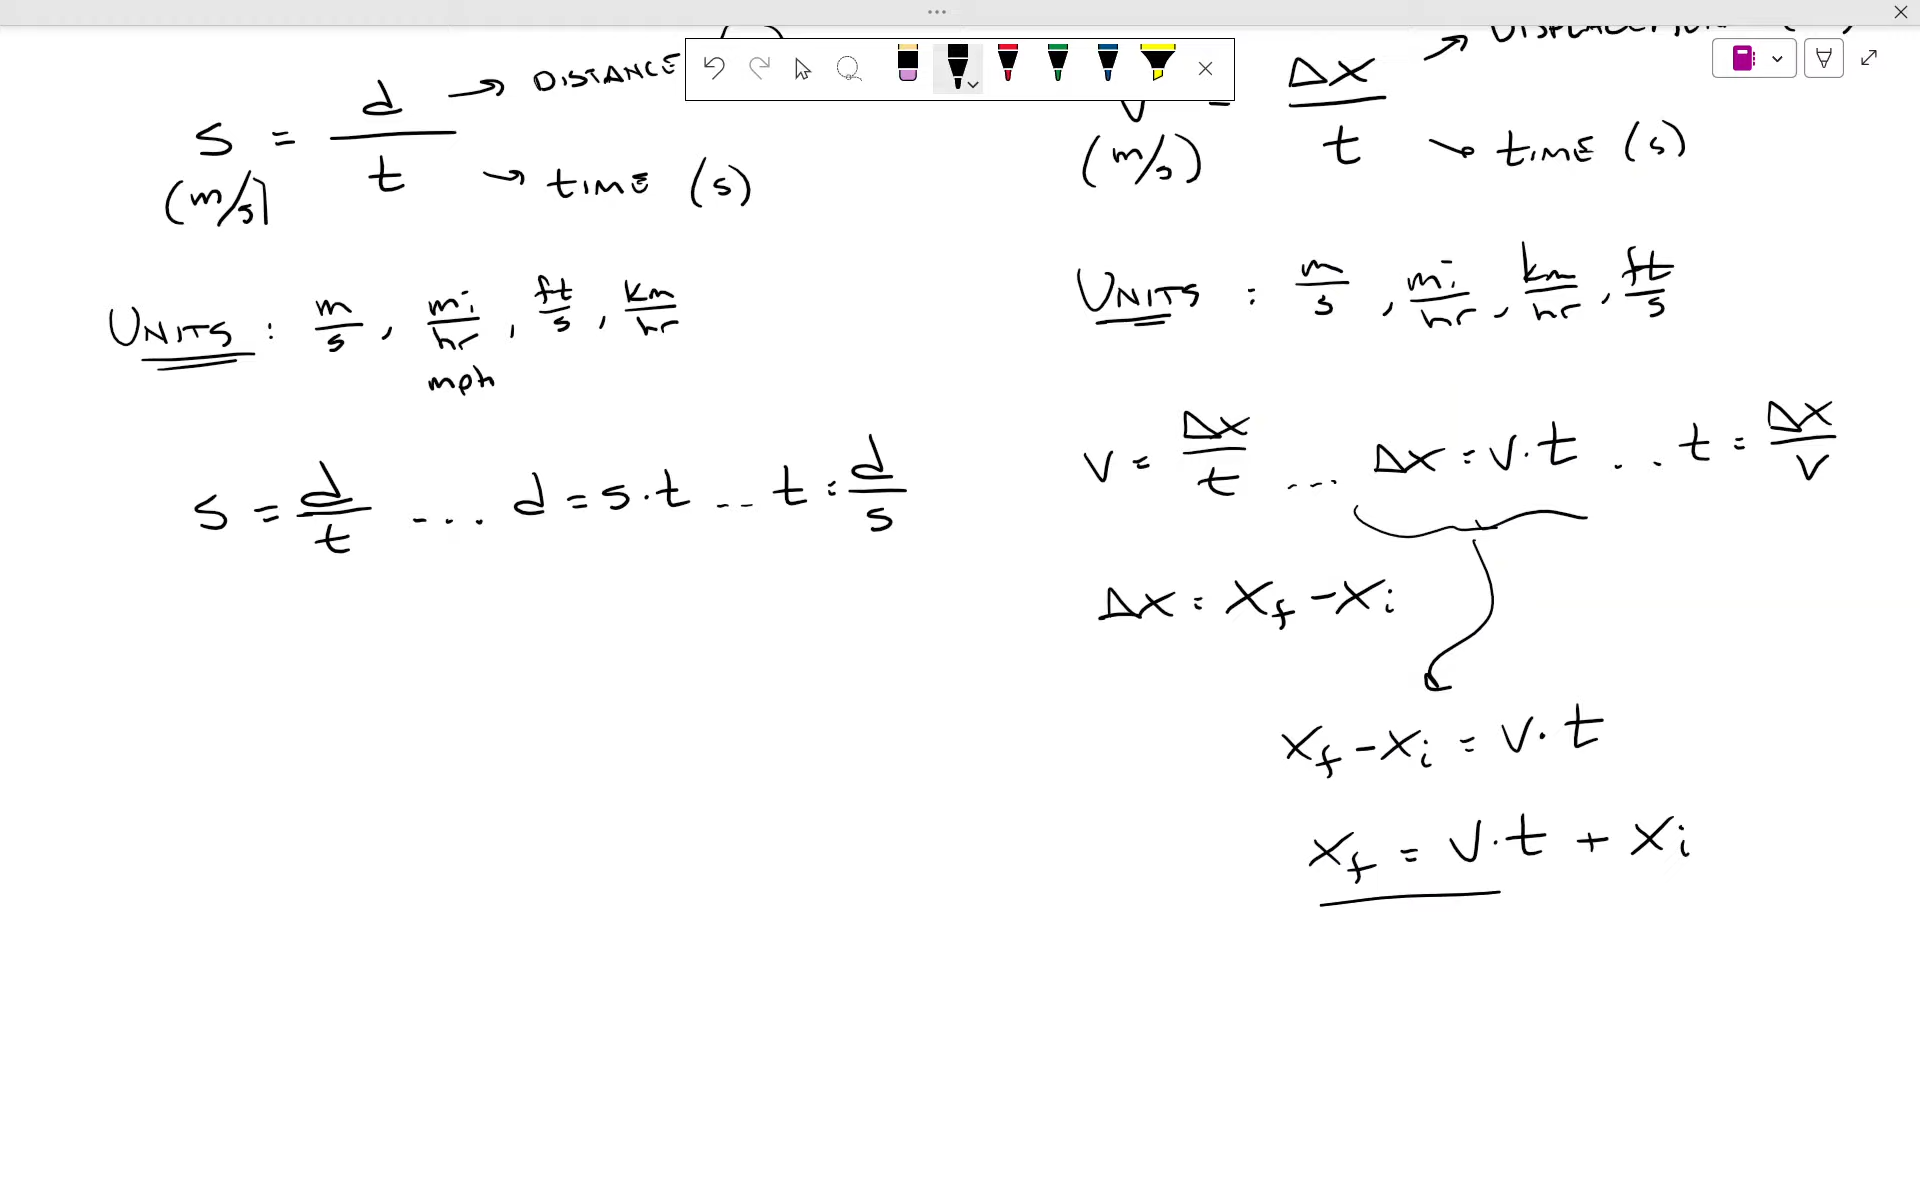 s = d/t → DISTANCE
(m/s)
→ time (s)
UNITS : m/s , mi/hr , ft/s , km/hr
mph
s = d/t ... d = s·t ... t = d/s
Δx/t
(m/s)
→ time (s)
UNITS : m/s , mi/hr , km/hr , ft/s
v = Δx/t ... Δx = v·t ... t = Δx/v
Δx = xf - xi
xf - xi = v·t
xf = v·t + xi